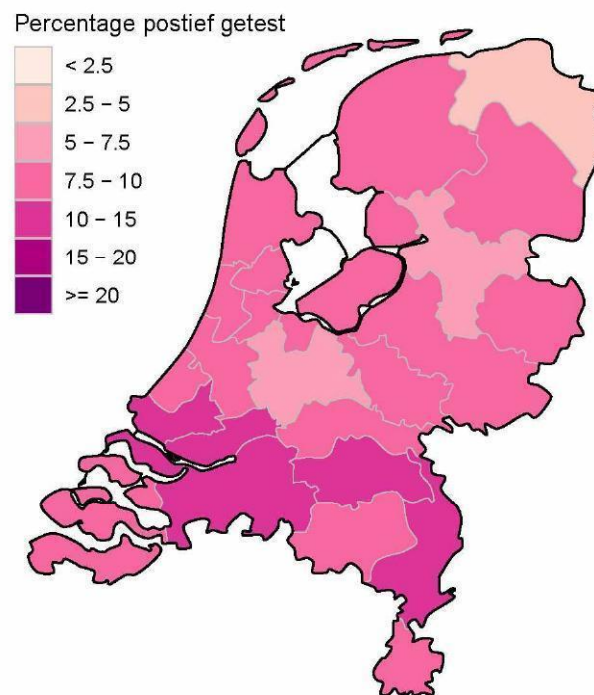 Percentage postief getest
< 2.5
2.5 – 5
5 – 7.5
7.5 – 10
10 – 15
15 – 20
>= 20